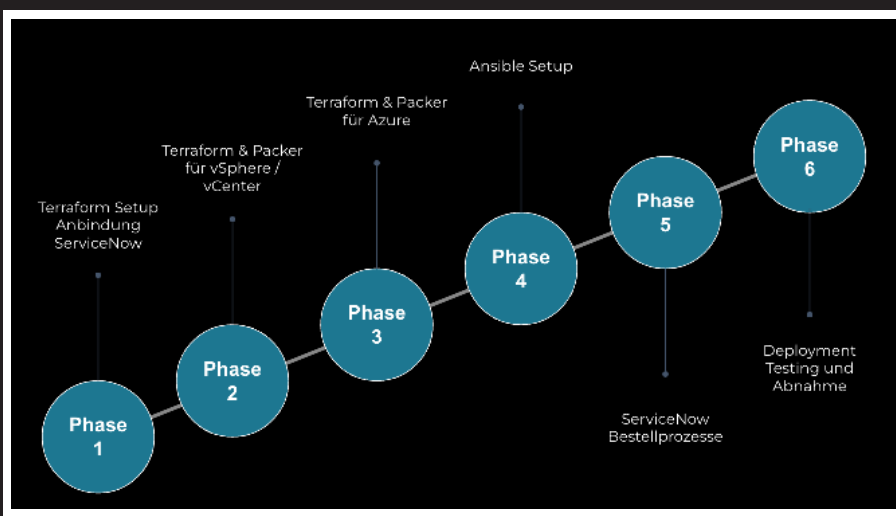 Terraform Setup
Anbindung
ServiceNow
Phase
1
Terraform & Packer
für vSphere /
vCenter
Phase
2
Terraform & Packer
für Azure
Phase
3
Ansible Setup
Phase
4
Phase
5
ServiceNow
Bestellprozesse
Phase
6
Deployment
Testing und
Abnahme